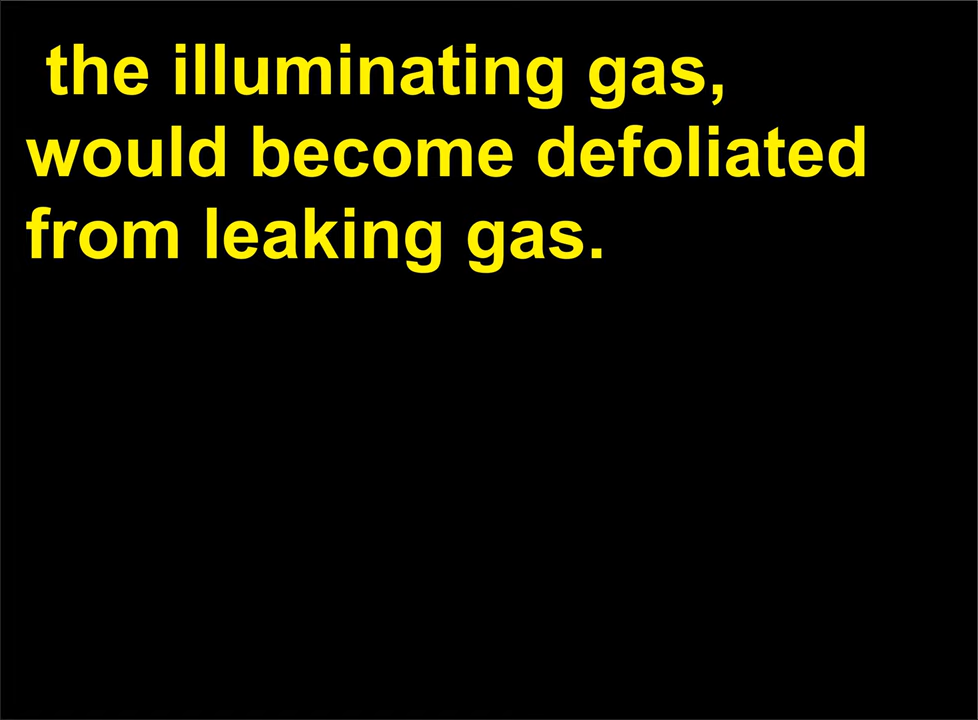 the illuminating gas,
would become defoliated
from leaking gas.